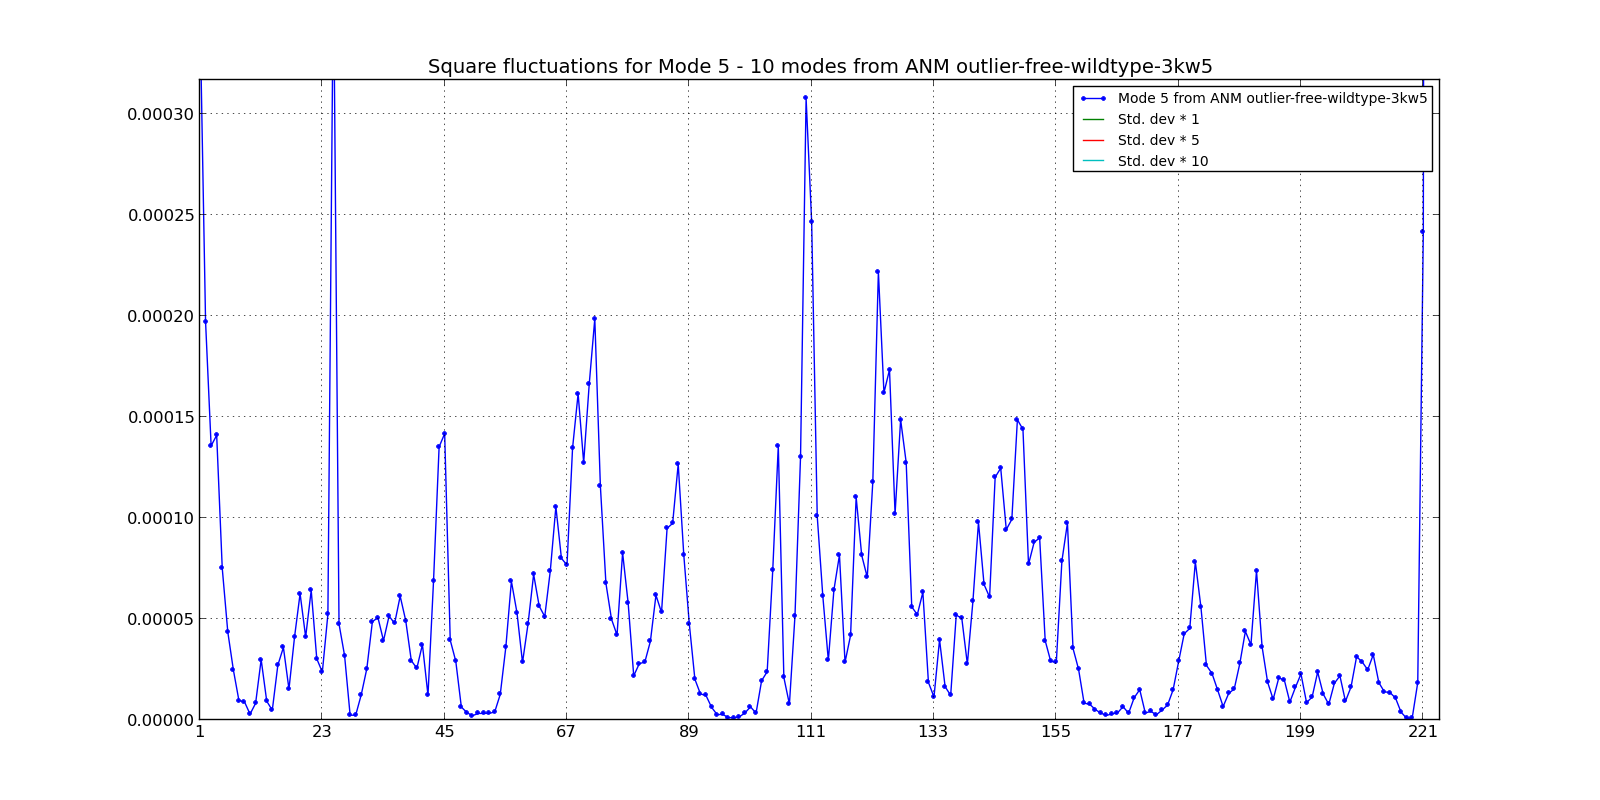 Square fluctuations for Mode 5 - 10 modes from ANM outlier-free-wildtype-3kw5
Mode 5 from ANM outlier-free-wildtype-3kw5
Std. dev * 1
Std. dev * 5
Std. dev * 10
0.00030
0.00025
0.00020
0.00015
0.00010
0.00005
0.00000
1 23 45 67 89 111 133 155 177 199 221